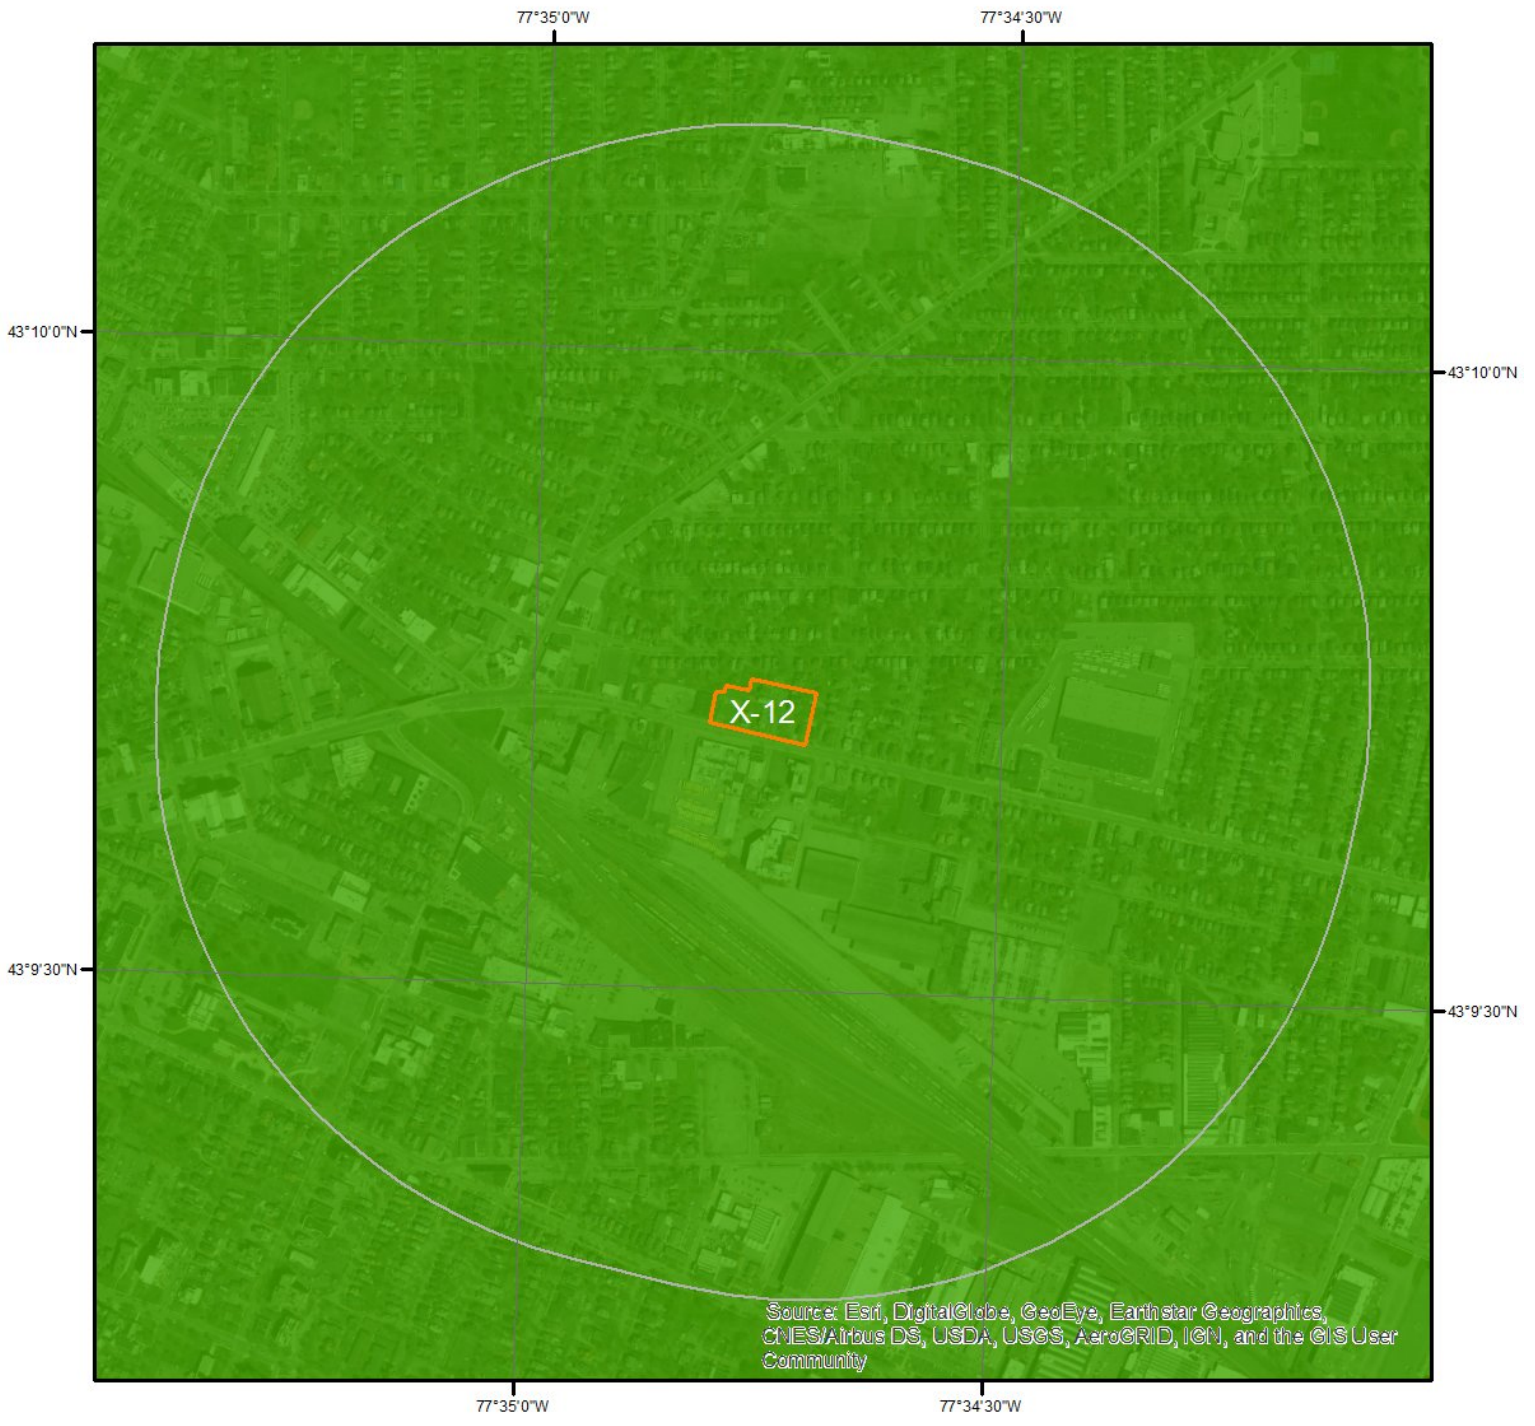 77°35'0"W 77°34'30"W
43°10'0"N
43°10'0"N
X-12
43°9'30"N
43°9'30"N
Source: Esri, DigitalGlobe, GeoEye, Earthstar Geographics,
CNES/Airbus DS, USDA, USGS, AeroGRID, IGN, and the GIS User
Community
77°35'0"W 77°34'30"W